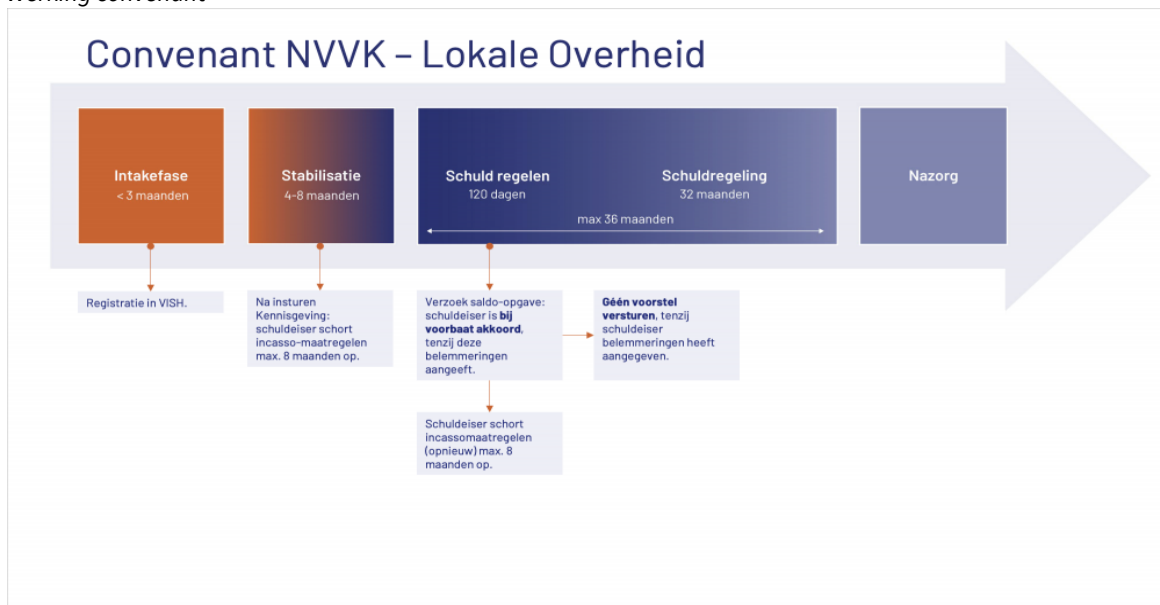 werking convenant
Convenant NVVK – Lokale Overheid
Intakefase
< 3 maanden
Stabilisatie
4-8 maanden
Schuld regelen
120 dagen
Schuldregeling
32 maanden
max 36 maanden
Nazorg
Registratie in VISH.
Na insturen
Kennisgeving:
schuldeiser schort
incasso-maatregelen
max. 8 maanden op.
Verzoek saldo-opgave:
schuldeiser is bij
voorbaat akkoord,
tenzij deze
belemmeringen
aangeeft.
Géén voorstel
versturen, tenzij
schuldeiser
belemmeringen heeft
aangegeven.
Schuldeiser schort
incassomaatregelen
(opnieuw) max. 8
maanden op.